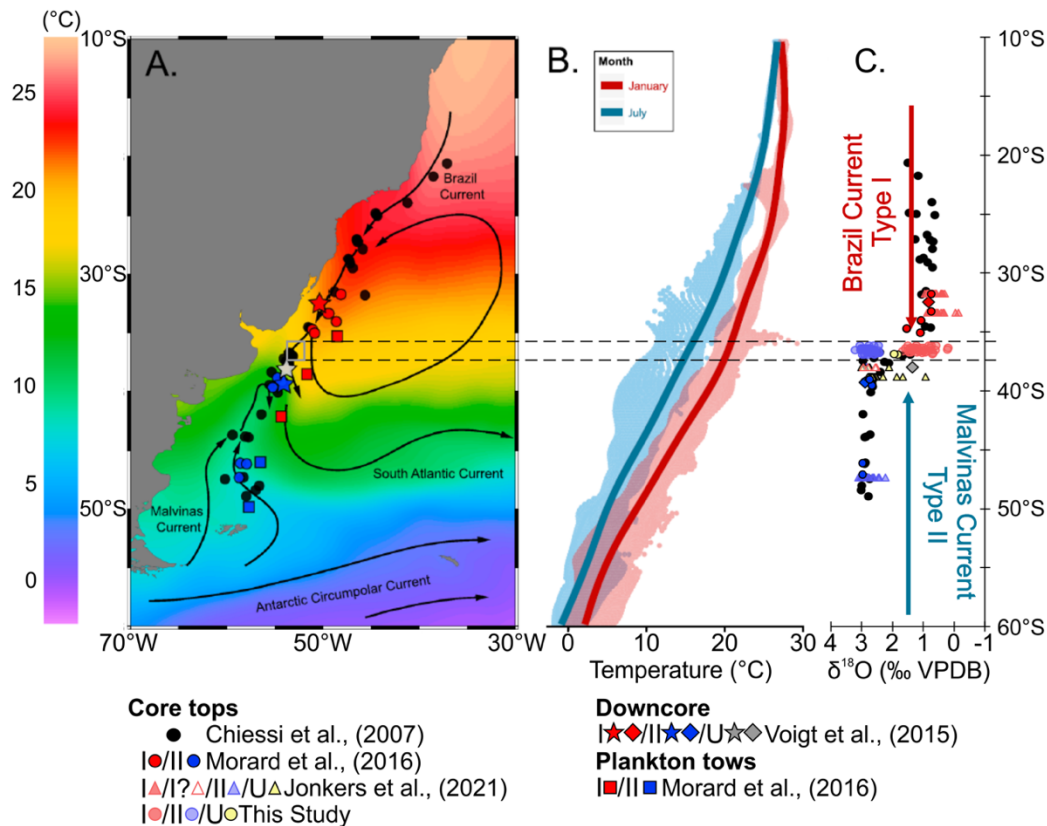 (°C)
25
20
15
10
5
0
10°S
30°S
50°S
70°W
50°W
30°W
A.
Brazil
Current
South Atlantic Current
Malvinas
Current
Antarctic Circumpolar Current
B.
Month
January
July
0
10
20
30
Temperature (°C)
C.
10°S
20°S
30°S
40°S
50°S
60°S
Brazil Current
Type I
Malvinas Current
Type II
4 3 2 1 0 -1
δ¹⁸O (‰ VPDB)
Core tops
Chiessi et al., (2007)
I/II Morard et al., (2016)
I/I?/II/U Jonkers et al., (2021)
I/II/U This Study
Downcore
I/II/U Voigt et al., (2015)
Plankton tows
I/II Morard et al., (2016)